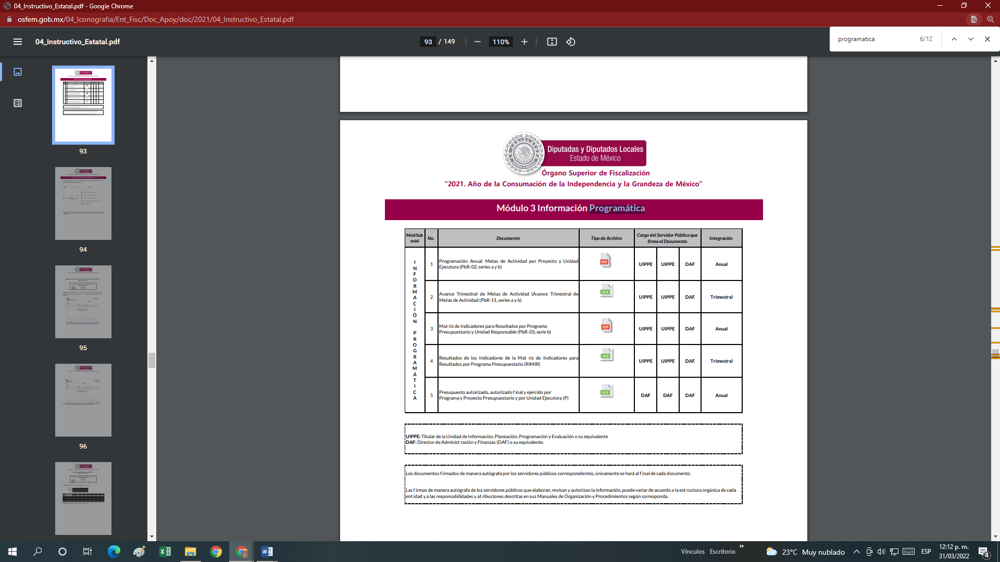 04_Instructivo_Estatal.pdf - Google Chrome
osfem.gob.mx/04_Iconografia/Ent_Fisc/Doc_Apoy/doc/2021/04_Instructivo_Estatal.pdf
04_Instructivo_Estatal.pdf
93 / 149
110%
programatica 6/12
93
94
95
96
Página 1
Página 1
Diputadas y Diputados Locales
Estado de México
Órgano Superior de Fiscalización
“2021. Año de la Consumación de la Independencia y la Grandeza de México”
Módulo 3 Información Programática
Mód/Sub mód No. Documento Tipo de Archivo Cargo del Servidor Público que firma el Documento Integración
INFORMACIÓN PROGRAMÁTICA
1 Programación Anual: Metas de Actividad por Proyecto y Unidad
Ejecutora (PbR-02, series a y b) PDF UIPPE UIPPE DAF Anual
2 Avance Trimestral de Metas de Actividad (Avance Trimestral de
Metas de Actividad (PbR-11, series a y b) XLS UIPPE UIPPE DAF Trimestral
3 Mat riz de Indicadores para Resultados por Programa
Presupuestario y Unidad Responsable (PbR-03, serie b) PDF UIPPE UIPPE DAF Anual
4 Resultados de los Indicadores de la Mat riz de Indicadores para
Resultados por Programa Presupuestario (RIMIR) XLS UIPPE UIPPE DAF Trimestral
5 Presupuesto autorizado, autorizado f inal y ejercido por
Programa y Proyecto Presupuestario y por Unidad Ejecutora (P) XLS DAF DAF DAF Anual
UIPPE: Titular de la Unidad de Información, Planeación, Programación y Evaluación o su equivalente
DAF: Director de Administ ración y Finanzas (DAF) o su equivalente.
Los documentos f irmados de manera autógrafa por los servidores públicos correspondientes, únicamente se hará al f inal de cada documento.
Las f irmas de manera autógrafa de los servidores públicos que elaboran, revisan y autorizan la información, puede variar de acuerdo a la est ructura orgánica de cada
ent idad y a las responsabilidades y at ribuciones descritas en sus Manuales de Organización y Procedimientos según corresponda.
Vínculos Escritorio » 23°C Muy nublado ESP 12:12 p. m.
31/03/2022
4